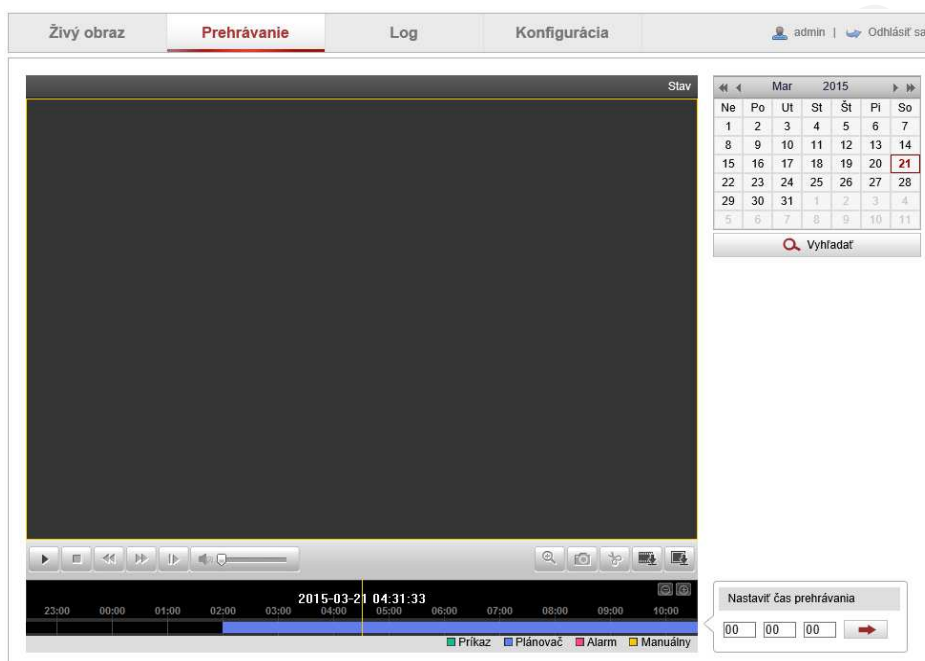 Živý obraz Prehrávanie Log Konfigurácia admin | Odhlásiť sa
Stav
Mar 2015
Ne Po Ut St Št Pi So
1 2 3 4 5 6 7
8 9 10 11 12 13 14
15 16 17 18 19 20 21
22 23 24 25 26 27 28
29 30 31 1 2 3 4
5 6 7 8 9 10 11
Vyhľadať
2015-03-21 04:31:33
23:00 00:00 01:00 02:00 03:00 04:00 05:00 06:00 07:00 08:00 09:00 10:00
Príkaz Plánovač Alarm Manuálny
Nastaviť čas prehrávania
00 00 00